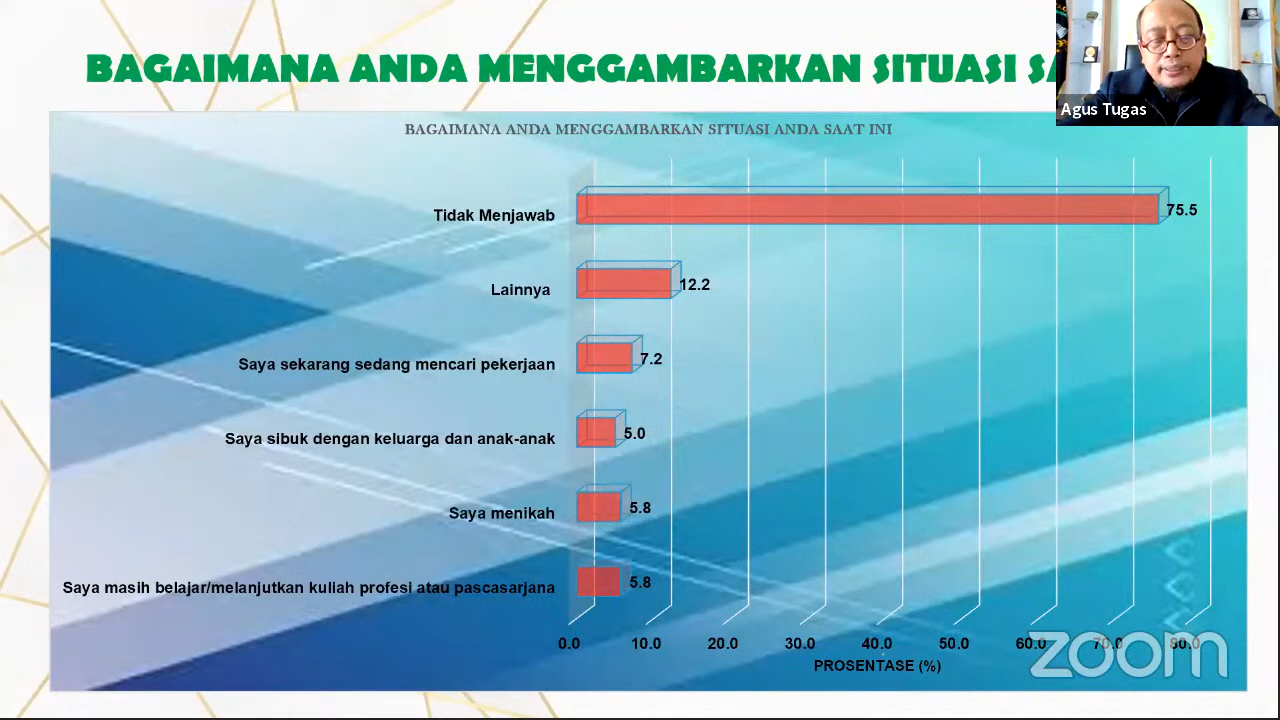 BAGAIMANA ANDA MENGGAMBARKAN SITUASI
Agus Tugas
BAGAIMANA ANDA MENGGAMBARKAN SITUASI ANDA SAAT INI
Tidak Menjawab
75.5
Lainnya
12.2
Saya sekarang sedang mencari pekerjaan
7.2
Saya sibuk dengan keluarga dan anak-anak
5.0
Saya menikah
5.8
Saya masih belajar/melanjutkan kuliah profesi atau pascasarjana
5.8
0.0 10.0 20.0 30.0 40.0 50.0 60.0 70.0 80.0
PROSENTASE (%)
zoom